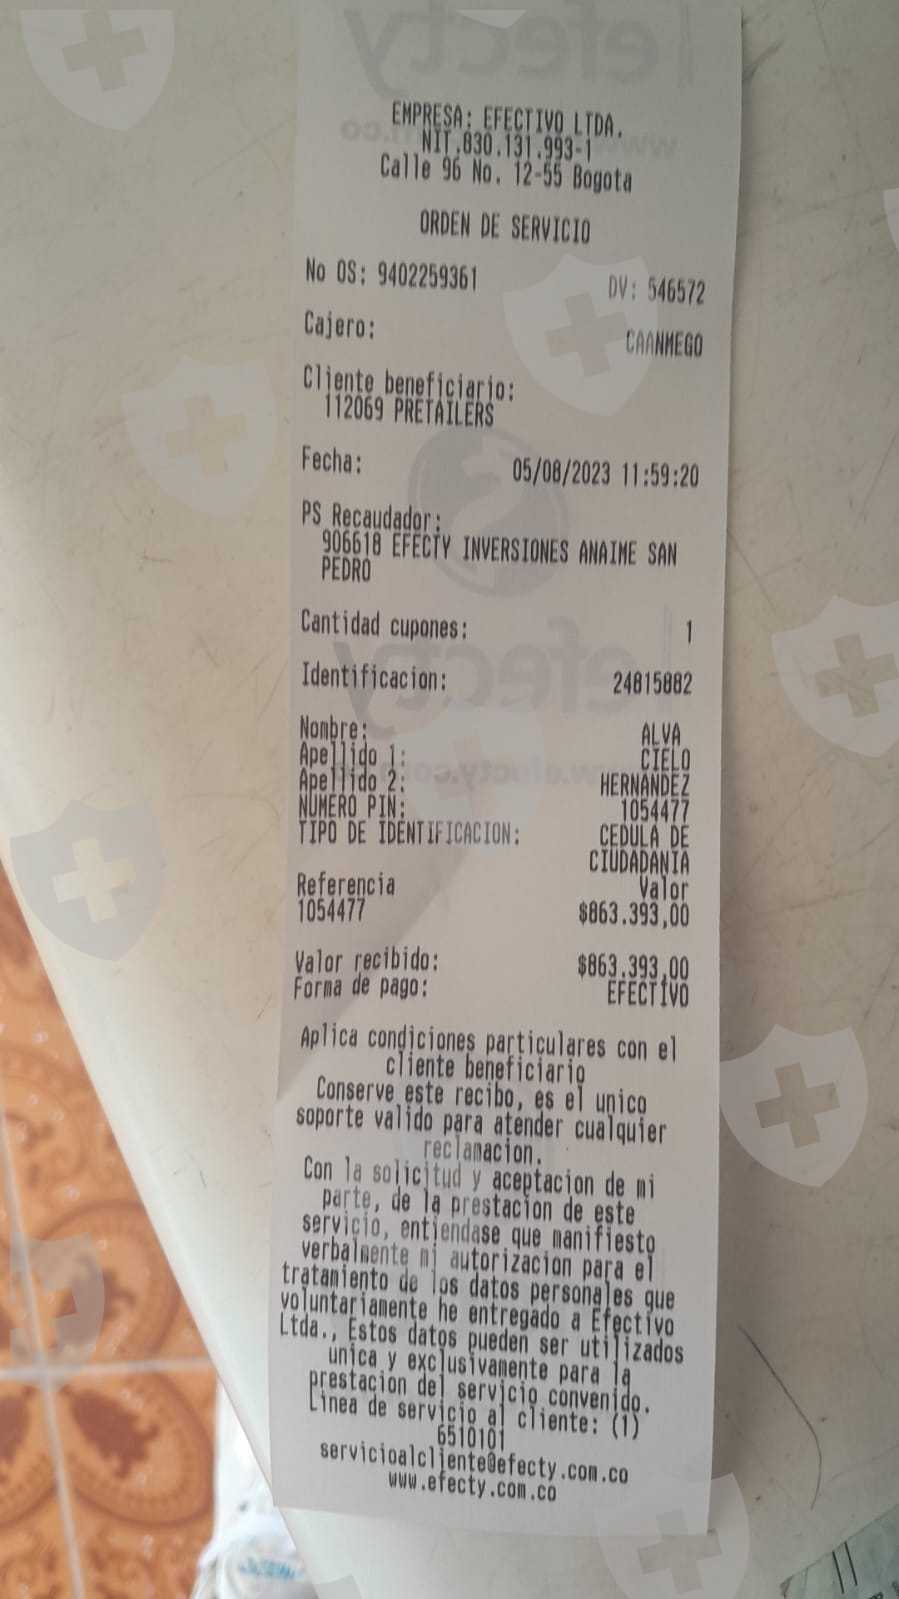 EMPRESA: EFECTIVO LTDA.
NIT.830.131.993-1
Calle 96 No. 12-55 Bogota
ORDEN DE SERVICIO
No OS: 9402259361 DV: 546572
Cajero: CAANMEGO
Cliente beneficiario:
112069 PRETAILERS
Fecha: 05/08/2023 11:59:20
PS Recaudador:
906618 EFECTY INVERSIONES ANAIME SAN
PEDRO
Cantidad cupones: 1
Identificacion: 24815882
Nombre: ALVA
Apellido 1: CIELO
Apellido 2: HERNANDEZ
NUMERO PIN: 1054477
TIPO DE IDENTIFICACION: CEDULA DE
CIUDADANIA
Referencia Valor
1054477 $863.393,00
Valor recibido: $863.393,00
Forma de pago: EFECTIVO
Aplica condiciones particulares con el
cliente beneficiario
Conserve este recibo, es el unico
soporte valido para atender cualquier
reclamacion.
Con la solicitud y aceptacion de mi
parte, de la prestacion de este
servicio, entiendase que manifiesto
verbalmente mi autorizacion para el
tratamiento de los datos personales que
voluntariamente he entregado a Efectivo
Ltda., Estos datos pueden ser utilizados
unica y exclusivamente para la
prestacion del servicio convenido.
Linea de servicio al cliente: (1)
6510101
servicioalcliente@efecty.com.co
www.efecty.com.co